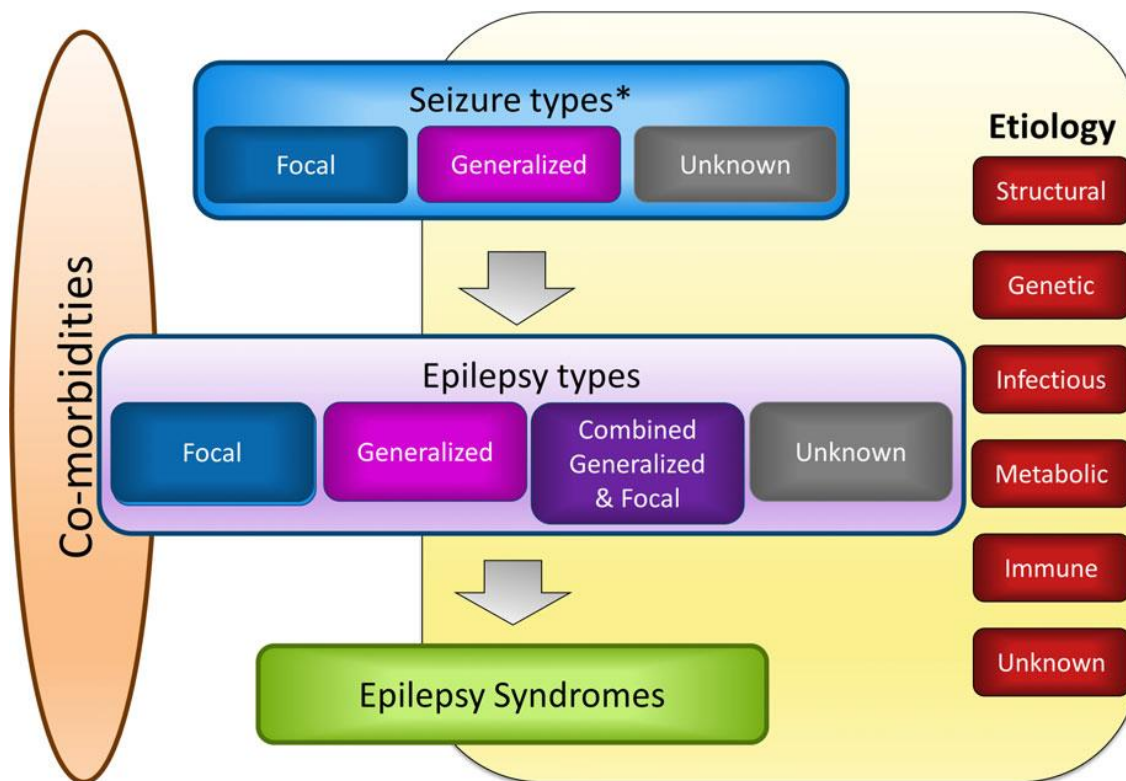 Co-morbidities
Seizure types*
Focal
Generalized
Unknown
Epilepsy types
Focal
Generalized
Combined
Generalized
& Focal
Unknown
Epilepsy Syndromes
Etiology
Structural
Genetic
Infectious
Metabolic
Immune
Unknown